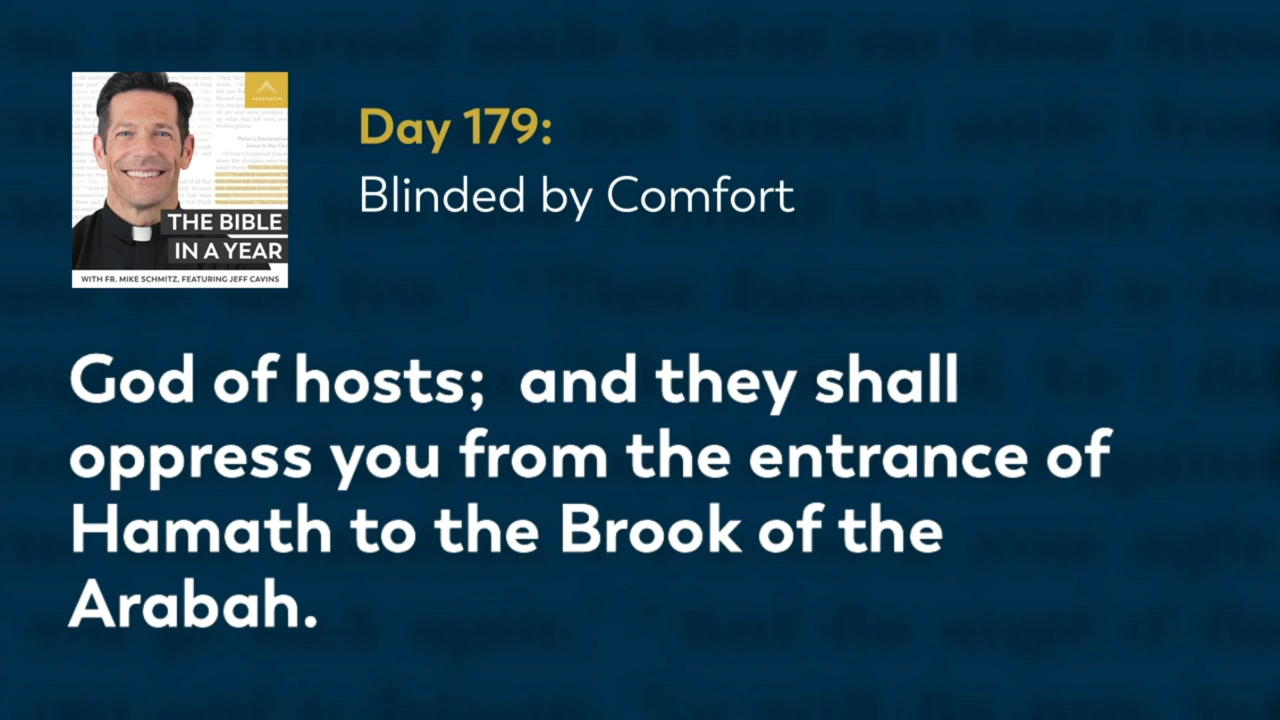 ASCENSION
THE BIBLE
IN A YEAR
WITH FR. MIKE SCHMITZ, FEATURING JEFF CAVINS
Day 179:
Blinded by Comfort
God of hosts; and they shall
oppress you from the entrance of
Hamath to the Brook of the
Arabah.